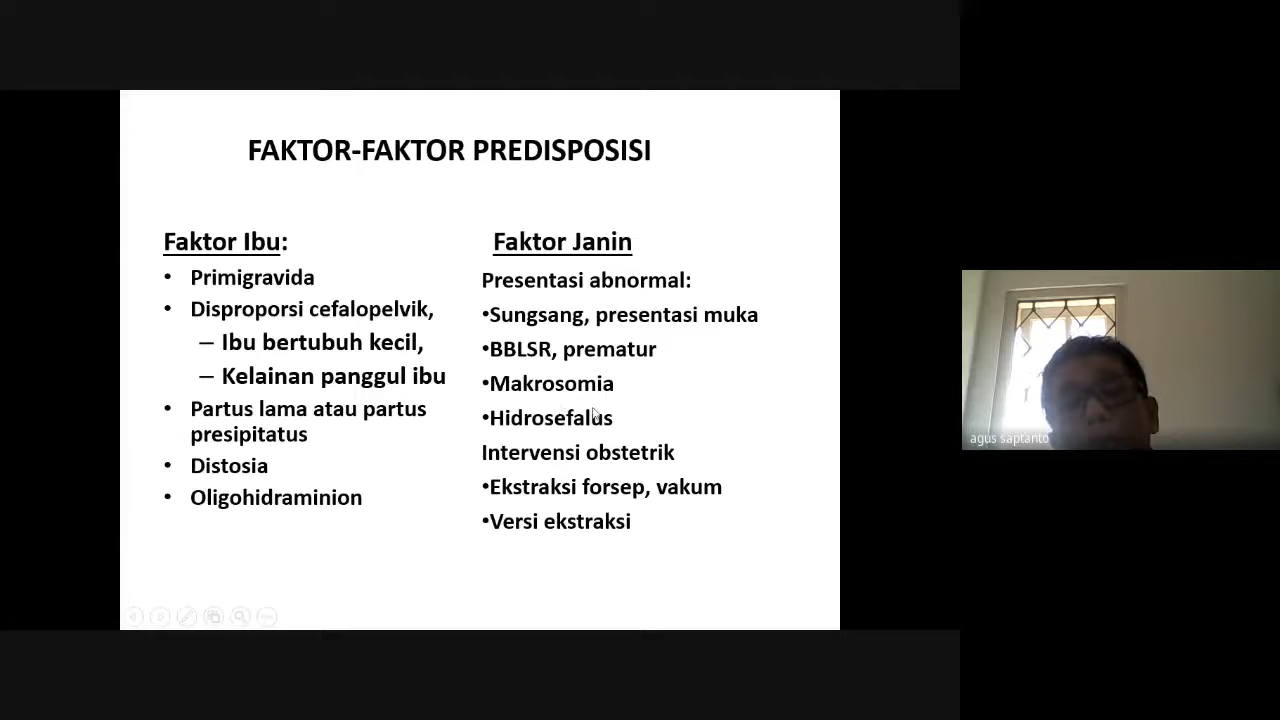 FAKTOR-FAKTOR PREDISPOSISI
Faktor Ibu:
• Primigravida
• Disproporsi cefalopelvik,
– Ibu bertubuh kecil,
– Kelainan panggul ibu
• Partus lama atau partus
presipitatus
• Distosia
• Oligohidraminion
Faktor Janin
Presentasi abnormal:
•Sungsang, presentasi muka
•BBLSR, prematur
•Makrosomia
•Hidrosefalus
Intervensi obstetrik
•Ekstraksi forsep, vakum
•Versi ekstraksi
agus saptanto